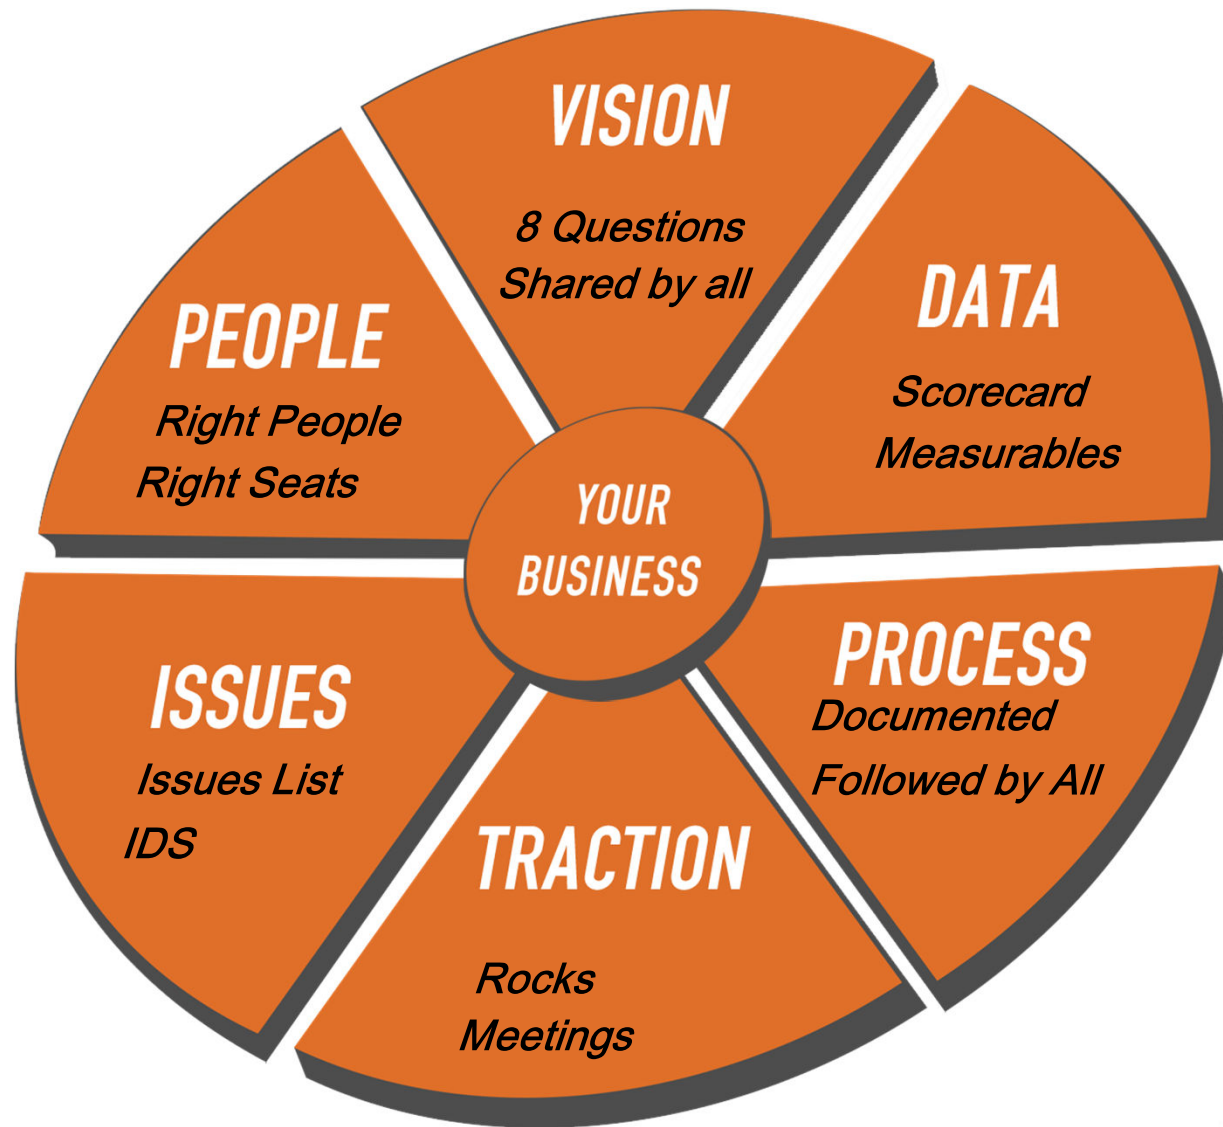 VISION
8 Questions
Shared by all
DATA
Scorecard
Measurables
PEOPLE
Right People
Right Seats
YOUR
BUSINESS
PROCESS
Documented
Followed by All
ISSUES
Issues List
IDS
TRACTION
Rocks
Meetings